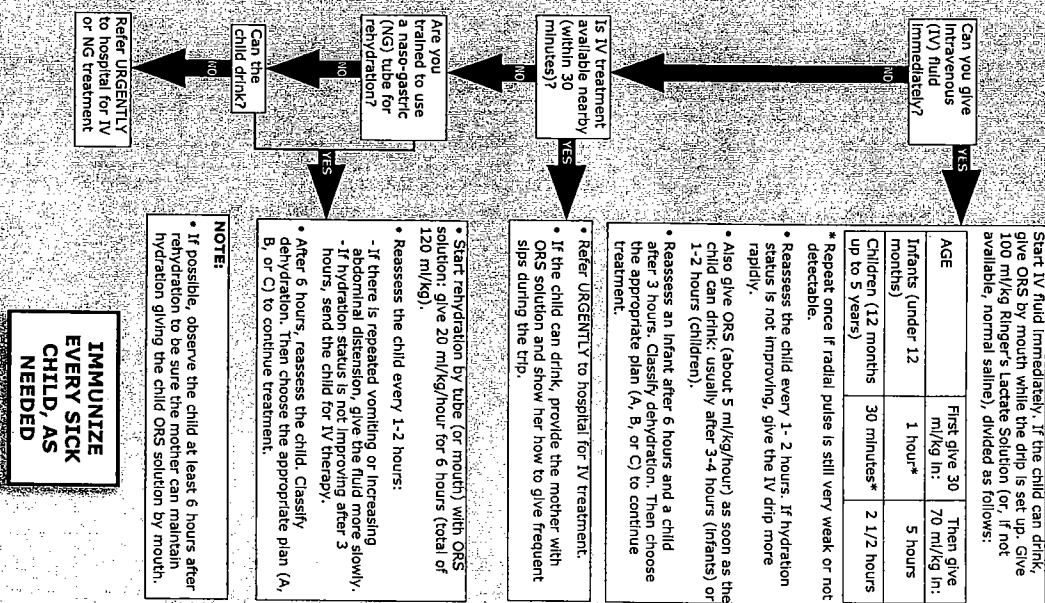 Can you give
intravenous
(IV) fluid
immediately?
YES
NO
Start IV fluid immediately. If the child can drink,
give ORS by mouth while the drip is set up. Give
100 ml/kg Ringer's Lactate Solution (or, if not
available, normal saline), divided as follows:
AGE
First give 30
ml/kg in:
Then give
70 ml/kg in:
Infants (under 12
months)
1 hour*
5 hours
Children (12 months
up to 5 years)
30 minutes*
2 1/2 hours
* Repeat once if radial pulse is still very weak or not
detectable.
• Reassess the child every 1- 2 hours. If hydration
status is not improving, give the IV drip more
rapidly.
• Also give ORS (about 5 ml/kg/hour) as soon as the
child can drink: usually after 3-4 hours (infants) or
1-2 hours (children).
• Reassess an infant after 6 hours and a child
after 3 hours. Classify dehydration. Then choose
the appropriate plan (A, B, or C) to continue
treatment.
Is IV treatment
available nearby
(within 30
minutes)?
YES
NO
• Refer URGENTLY to hospital for IV treatment.
• If the child can drink, provide the mother with
ORS solution and show her how to give frequent
sips during the trip.
Are you
trained to use
a naso-gastric
(NG) tube for
rehydration?
NO
Can the
child drink?
YES
NO
• Start rehydration by tube (or mouth) with ORS
solution: give 20 ml/kg/hour for 6 hours (total of
120 ml/kg).
• Reassess the child every 1-2 hours:
- If there is repeated vomiting or increasing
abdominal distension, give the fluid more slowly.
- If hydration status is not improving after 3
hours, send the child for IV therapy.
• After 6 hours, reassess the child. Classify
dehydration. Then choose the appropriate plan (A,
B, or C) to continue treatment.
Refer URGENTLY
to hospital for IV
or NG treatment
NOTE:
• If possible, observe the child at least 6 hours after
rehydration to be sure the mother can maintain
hydration giving the child ORS solution by mouth.
IMMUNIZE
EVERY SICK
CHILD, AS
NEEDED